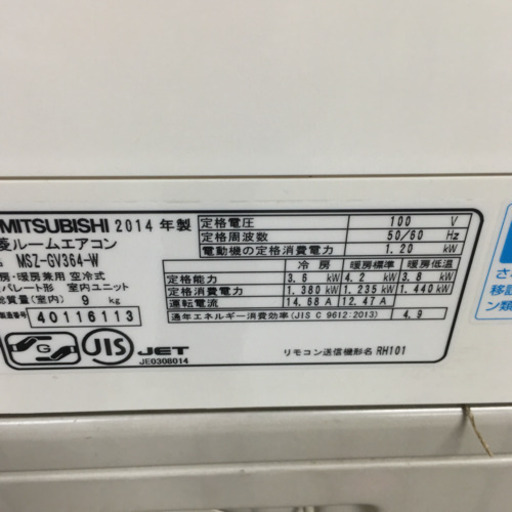 MITSUBISHI 2014 年製
菱ルームエアコン
MSZ-GV364-W
房・暖房兼用 空冷式
パレート形 室内ユニット
総質量(室内) 9 kg
製造番号 40116113
G JIS JET
JE0308014
定格電圧 100 V
定格周波数 50/60 Hz
電動機の定格消費電力 1.20 kW
冷 房 暖房標準 暖房低温
定格能力 3.6 kW 4.2 kW 3.8 kW
定格消費電力 1.380 kW 1.235 kW 1.440 kW
運転電流 14.68 A 12.47 A
通年エネルギー消費効率(JIS C 9612:2013) 4.9
リモコン送信機形名 RH101
さ
移設
ン類